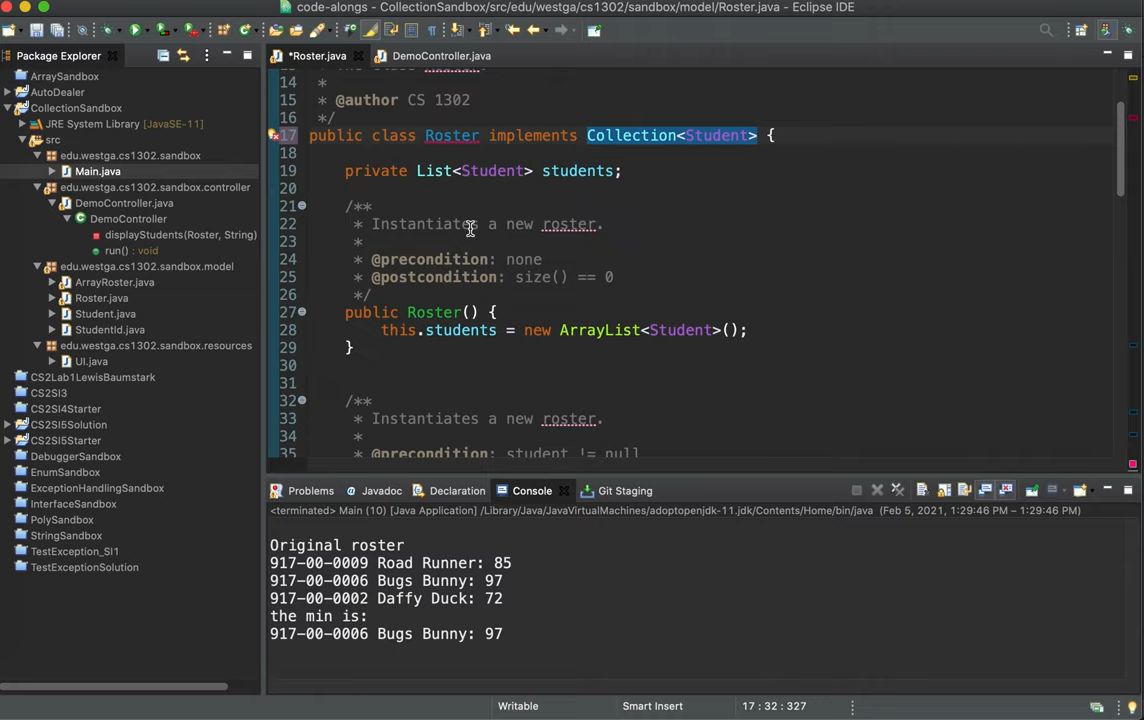 code-alongs - CollectionSandbox/src/edu/westga/cs1302/sandbox/model/Roster.java - Eclipse IDE
Package Explorer
*Roster.java
DemoController.java
ArraySandbox
AutoDealer
CollectionSandbox
JRE System Library [JavaSE-11]
src
edu.westga.cs1302.sandbox
Main.java
edu.westga.cs1302.sandbox.controller
DemoController.java
DemoController
displayStudents(Roster, String)
run() : void
edu.westga.cs1302.sandbox.model
ArrayRoster.java
Roster.java
Student.java
StudentId.java
edu.westga.cs1302.sandbox.resources
UI.java
CS2Lab1LewisBaumstark
CS2SI3
CS2SI4Starter
CS2SI5Solution
CS2SI5Starter
DebuggerSandbox
EnumSandbox
ExceptionHandlingSandbox
InterfaceSandbox
PolySandbox
StringSandbox
TestException_SI1
TestExceptionSolution
14 *
15 * @author CS 1302
16 */
17 public class Roster implements Collection<Student> {
18
19 private List<Student> students;
20
21 /**
22 * Instantiates a new roster.
23 *
24 * @precondition: none
25 * @postcondition: size() == 0
26 */
27 public Roster() {
28 this.students = new ArrayList<Student>();
29 }
30
31
32 /**
33 * Instantiates a new roster.
34 *
35 * @precondition: student != null
Problems
Javadoc
Declaration
Console
Git Staging
<terminated> Main (10) [Java Application] /Library/Java/JavaVirtualMachines/adoptopenjdk-11.jdk/Contents/Home/bin/java (Feb 5, 2021, 1:29:46 PM – 1:29:46 PM)
Original roster
917-00-0009 Road Runner: 85
917-00-0006 Bugs Bunny: 97
917-00-0002 Daffy Duck: 72
the min is:
917-00-0006 Bugs Bunny: 97
Writable
Smart Insert
17 : 32 : 327